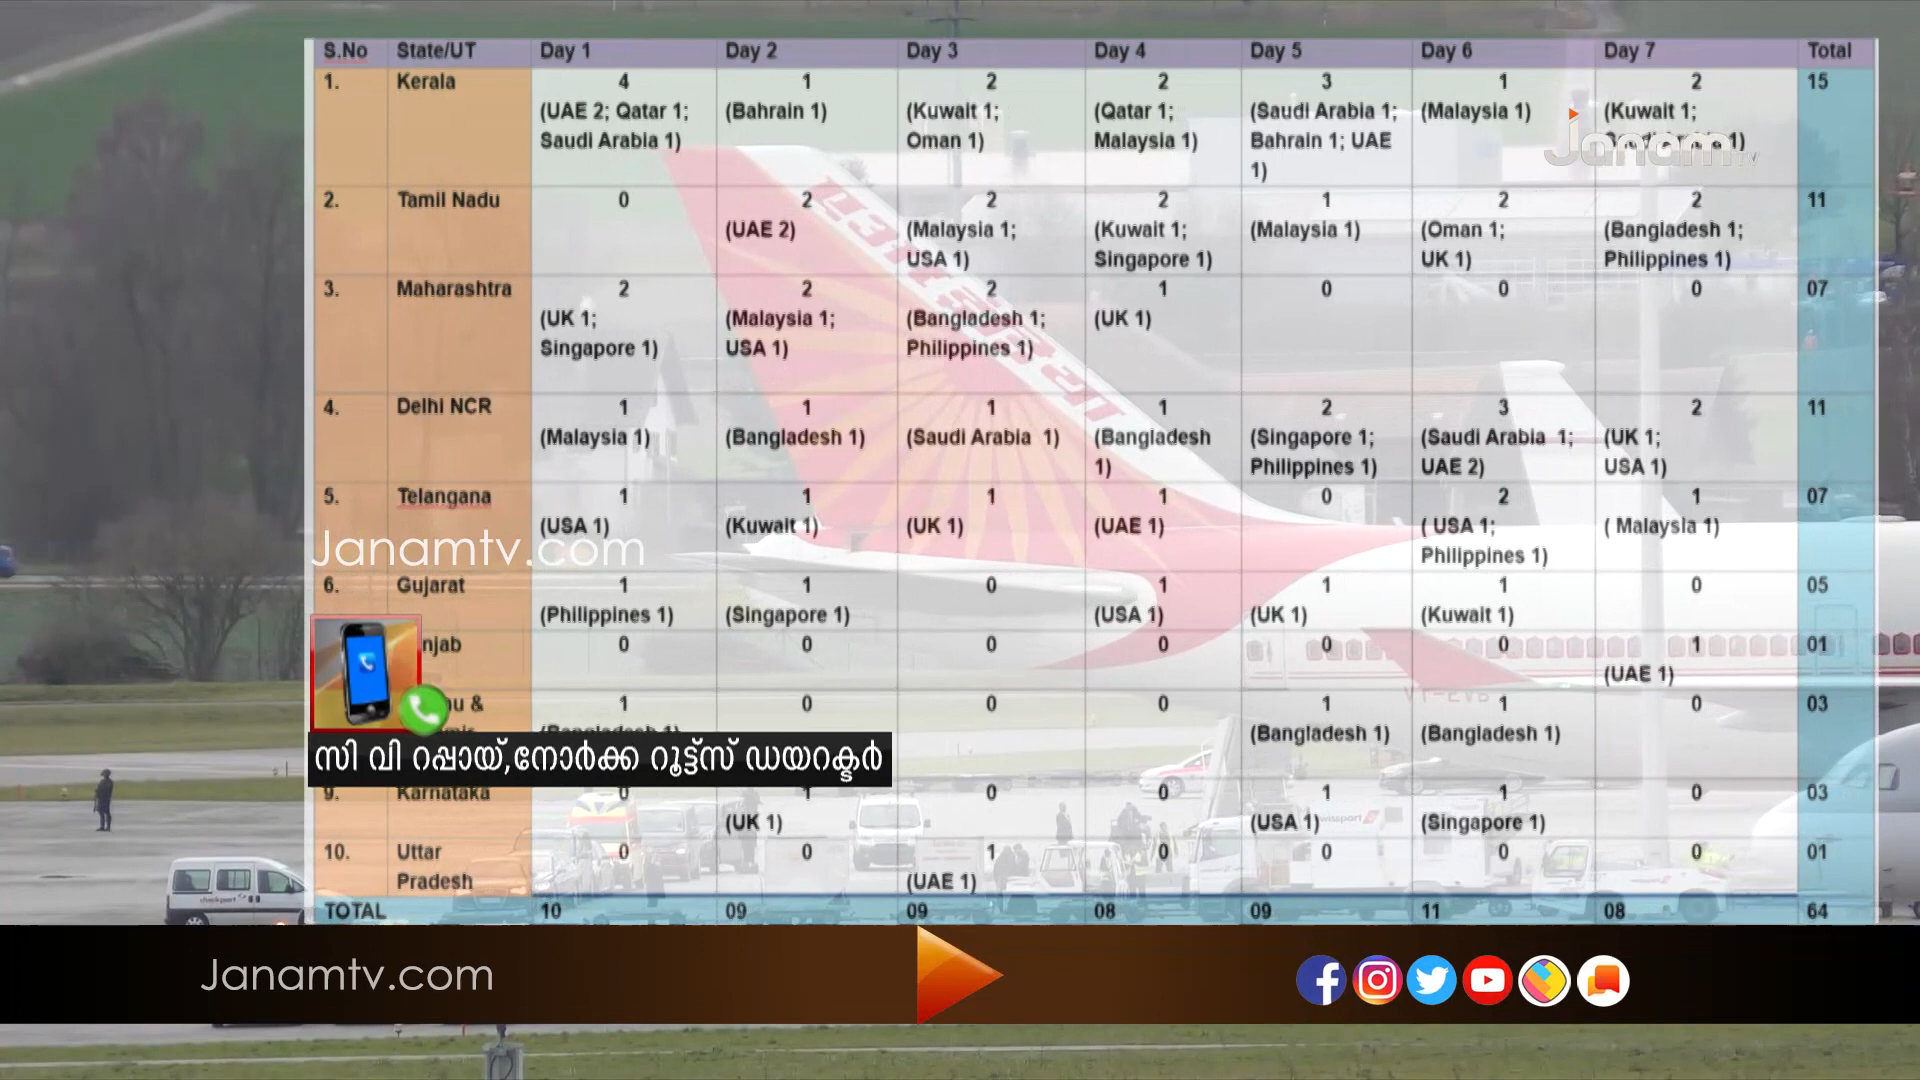 S.No State/UT Day 1 Day 2 Day 3 Day 4 Day 5 Day 6 Day 7 Total
1. Kerala 4 1 2 2 3 1 2 15
(UAE 2; Qatar 1; (Bahrain 1) (Kuwait 1; (Qatar 1; (Saudi Arabia 1; (Malaysia 1) (Kuwait 1;
Saudi Arabia 1) Oman 1) Malaysia 1) Bahrain 1; UAE 1)
1)
Janam TV
2. Tamil Nadu 0 2 2 2 1 2 2 11
(UAE 2) (Malaysia 1; (Kuwait 1; (Malaysia 1) (Oman 1; (Bangladesh 1;
USA 1) Singapore 1) UK 1) Philippines 1)
3. Maharashtra 2 2 2 1 0 0 0 07
(UK 1; (Malaysia 1; (Bangladesh 1; (UK 1)
Singapore 1) USA 1) Philippines 1)
4. Delhi NCR 1 1 1 1 2 3 2 11
(Malaysia 1) (Bangladesh 1) (Saudi Arabia 1) (Bangladesh (Singapore 1; (Saudi Arabia 1; (UK 1;
1) Philippines 1) UAE 2) USA 1)
5. Telangana 1 1 1 1 0 2 1 07
(USA 1) (Kuwait 1) (UK 1) (UAE 1) ( USA 1; ( Malaysia 1)
Philippines 1)
Janamtv.com
6. Gujarat 1 1 0 1 1 1 0 05
(Philippines 1) (Singapore 1) (USA 1) (UK 1) (Kuwait 1)
njab 0 0 0 0 0 0 1 01
(UAE 1)
u & 1 0 0 0 1 1 0 03
(Bangladesh 1) (Bangladesh 1)
സി വി റപ്പായ്,നോർക്ക റൂട്ട്സ് ഡയറക്ടർ
9. Karnataka 0 1 0 0 1 1 0 03
(UK 1) (USA 1) (Singapore 1)
10. Uttar 0 0 1 0 0 0 0 01
Pradesh (UAE 1)
TOTAL 10 09 09 08 09 11 08 64
Janamtv.com